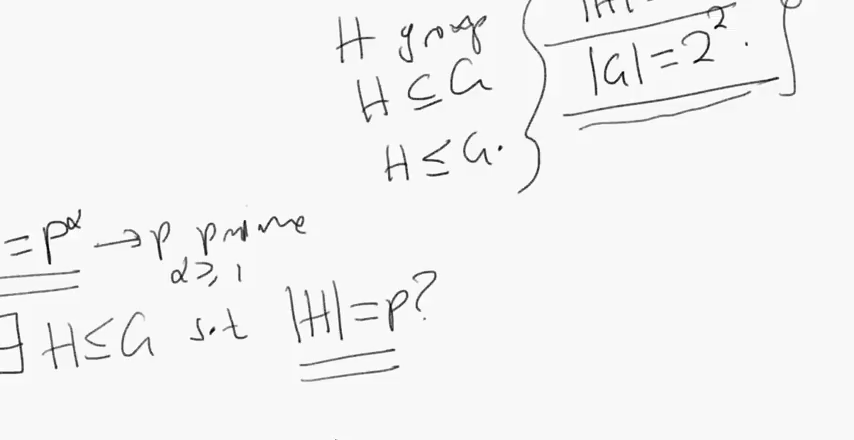 H group
H ⊆ G
|G| = 2².
H ≤ G.
= p^α → p prime
α ≥ 1
∃ H ≤ G s.t |H| = p?